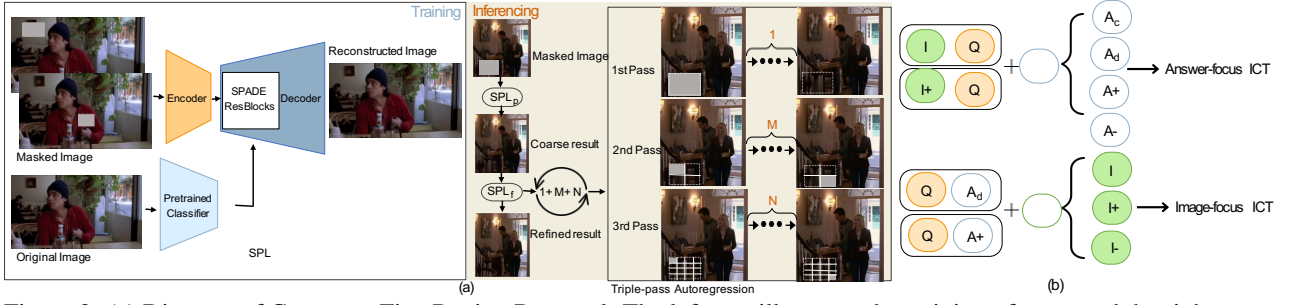 Training
Masked Image
Encoder
SPADE
ResBlocks
Decoder
Reconstructed Image
Original Image
Pretrained
Classifier
SPL
Inferencing
Masked Image
SPLp
Coarse result
SPLf
1+ M+ N
Refined result
1st Pass
1
2nd Pass
M
3rd Pass
N
Triple-pass Autoregression
(a)
I
Q
I+
Q
+
Ac
Ad
A+
A-
Answer-focus ICT
Q
Ad
Q
A+
+
I
I+
I-
Image-focus ICT
(b)